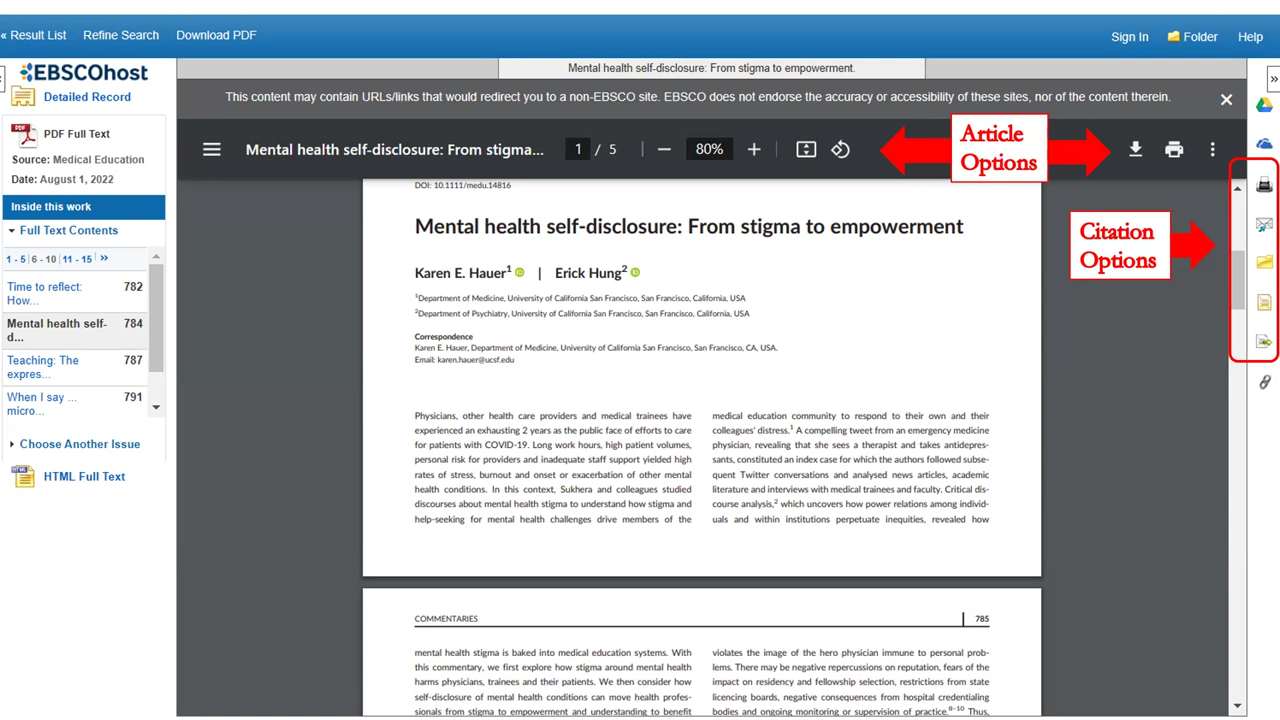 « Result List Refine Search Download PDF
Sign In Folder Help
EBSCOhost
Detailed Record
PDF Full Text
Source: Medical Education
Date: August 1, 2022
Inside this work
Full Text Contents
1 - 5 | 6 - 10 | 11 - 15 | »
Time to reflect: 782
How...
Mental health self- 784
d...
Teaching: The 787
expres...
When I say ... 791
micro...
Choose Another Issue
HTML Full Text
Mental health self-disclosure: From stigma to empowerment.
This content may contain URLs/links that would redirect you to a non-EBSCO site. EBSCO does not endorse the accuracy or accessibility of these sites, nor of the content therein.
Mental health self-disclosure: From stigma... 1 / 5 80%
Article
Options
Citation
Options
DOI: 10.1111/medu.14816
Mental health self-disclosure: From stigma to empowerment
Karen E. Hauer1 | Erick Hung2
1Department of Medicine, University of California San Francisco, San Francisco, California, USA
2Department of Psychiatry, University of California San Francisco, San Francisco, California, USA
Correspondence
Karen E. Hauer, Department of Medicine, University of California San Francisco, San Francisco, CA, USA.
Email: karen.hauer@ucsf.edu
Physicians, other health care providers and medical trainees have
experienced an exhausting 2 years as the public face of efforts to care
for patients with COVID-19. Long work hours, high patient volumes,
personal risk for providers and inadequate staff support yielded high
rates of stress, burnout and onset or exacerbation of other mental
health conditions. In this context, Sukhera and colleagues studied
discourses about mental health stigma to understand how stigma and
help-seeking for mental health challenges drive members of the
medical education community to respond to their own and their
colleagues' distress.1 A compelling tweet from an emergency medicine
physician, revealing that she sees a therapist and takes antidepres-
sants, constituted an index case for which the authors followed subse-
quent Twitter conversations and analysed news articles, academic
literature and interviews with medical trainees and faculty. Critical dis-
course analysis,2 which uncovers how power relations among individ-
uals and within institutions perpetuate inequities, revealed how
COMMENTARIES 785
mental health stigma is baked into medical education systems. With
this commentary, we first explore how stigma around mental health
harms physicians, trainees and their patients. We then consider how
self-disclosure of mental health conditions can move health profes-
sionals from stigma to empowerment and understanding to benefit
violates the image of the hero physician immune to personal prob-
lems. There may be negative repercussions on reputation, fears of the
impact on residency and fellowship selection, restrictions from state
licencing boards, negative consequences from hospital credentialing
bodies and ongoing monitoring or supervision of practice.8-10 Thus,